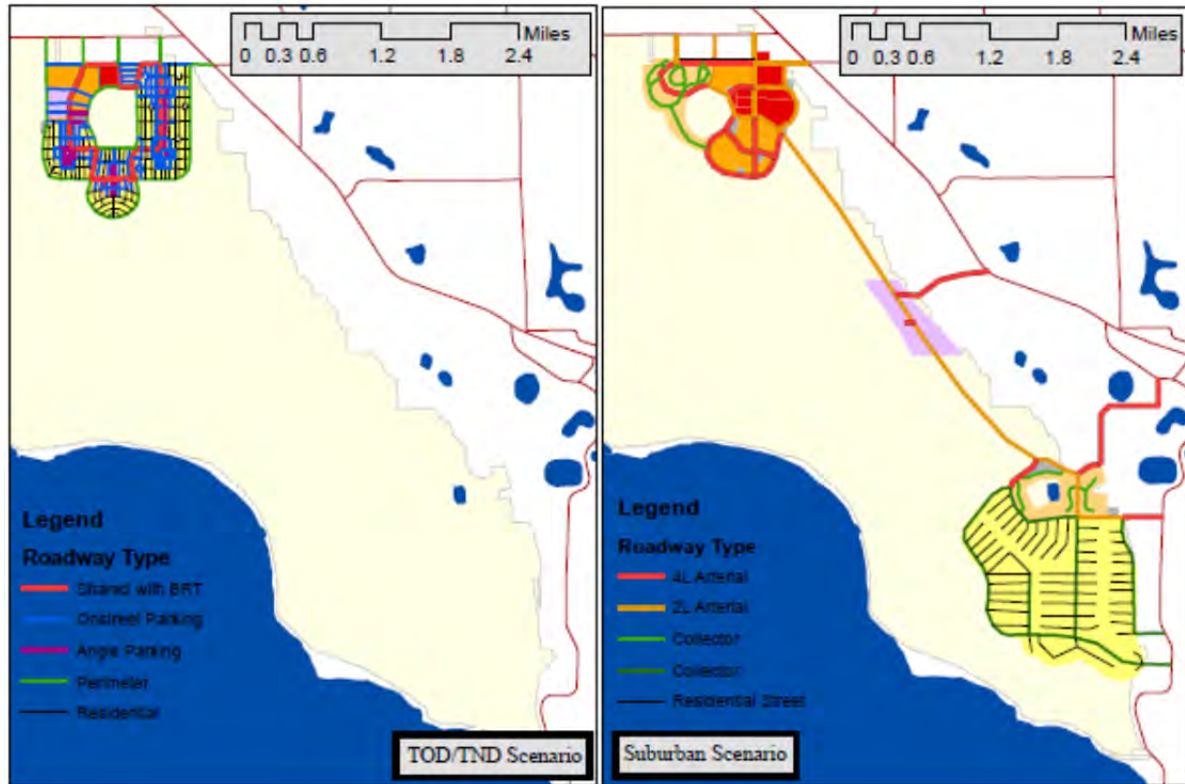 Miles
0 0.3 0.6 1.2 1.8 2.4
Legend
Roadway Type
Shared with BRT
Onstreet Parking
Angle Parking
Perimeter
Residential
TOD/TND Scenario
Miles
0 0.3 0.6 1.2 1.8 2.4
Legend
Roadway Type
4L Arterial
2L Arterial
Collector
Collector
Residential Street
Suburban Scenario